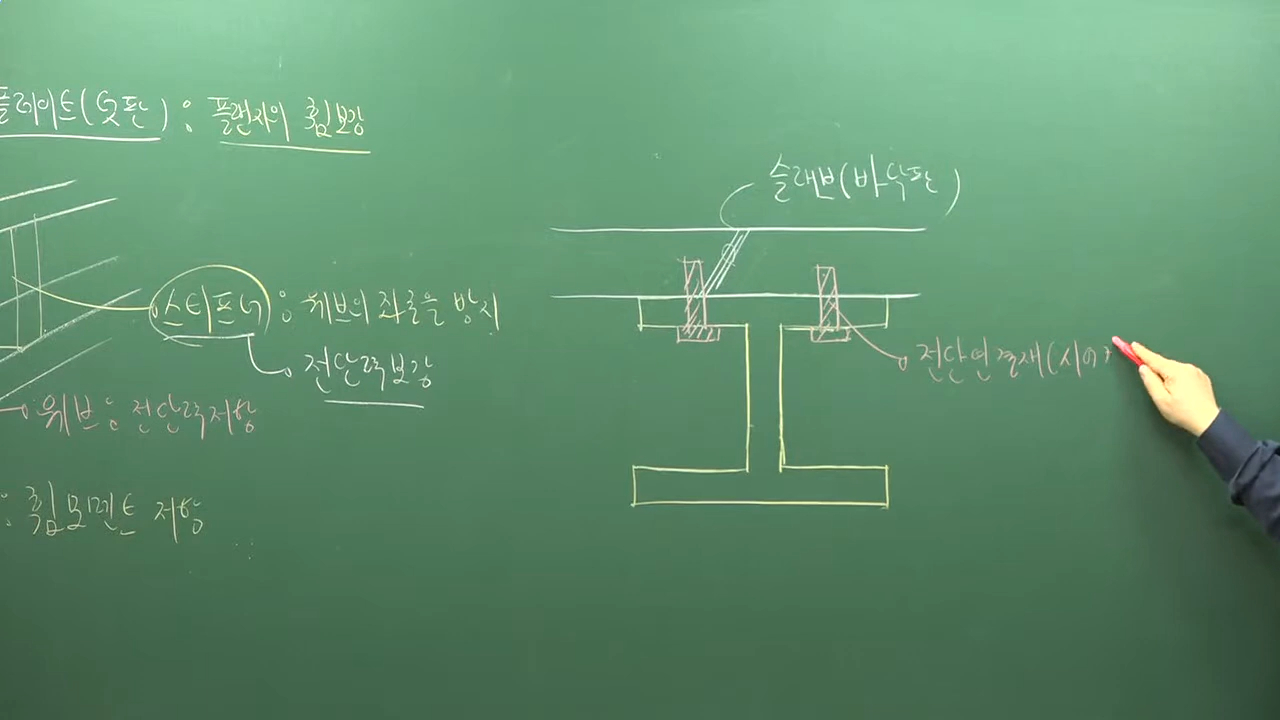 플레이트(덧판) : 플랜지의 휨보강
스티프너 : 웨브의 좌굴을 방지
전단력보강
웨브 : 전단력저항
: 휨모멘트 저항
슬래브(바닥판)
전단연결재(시어